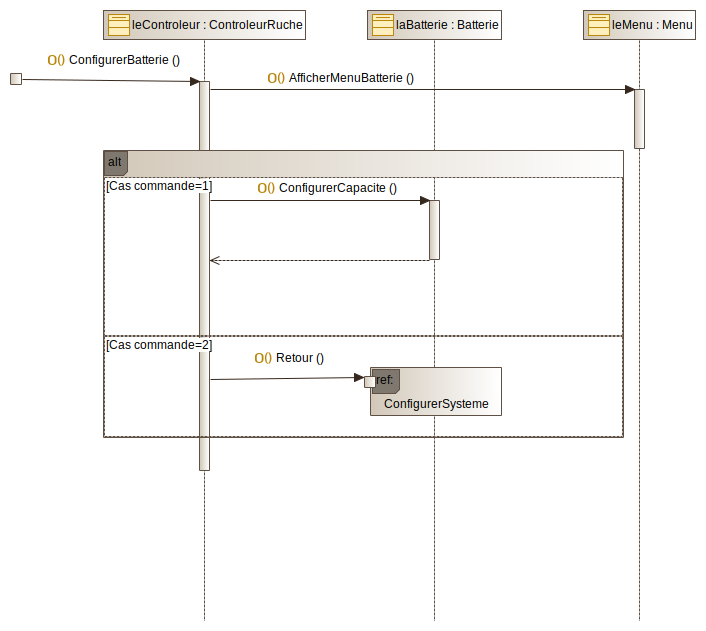 leControleur : ControleurRuche
laBatterie : Batterie
leMenu : Menu
O() ConfigurerBatterie ()
O() AfficherMenuBatterie ()
alt
[Cas commande=1]
O() ConfigurerCapacite ()
[Cas commande=2]
O() Retour ()
ref:
ConfigurerSysteme